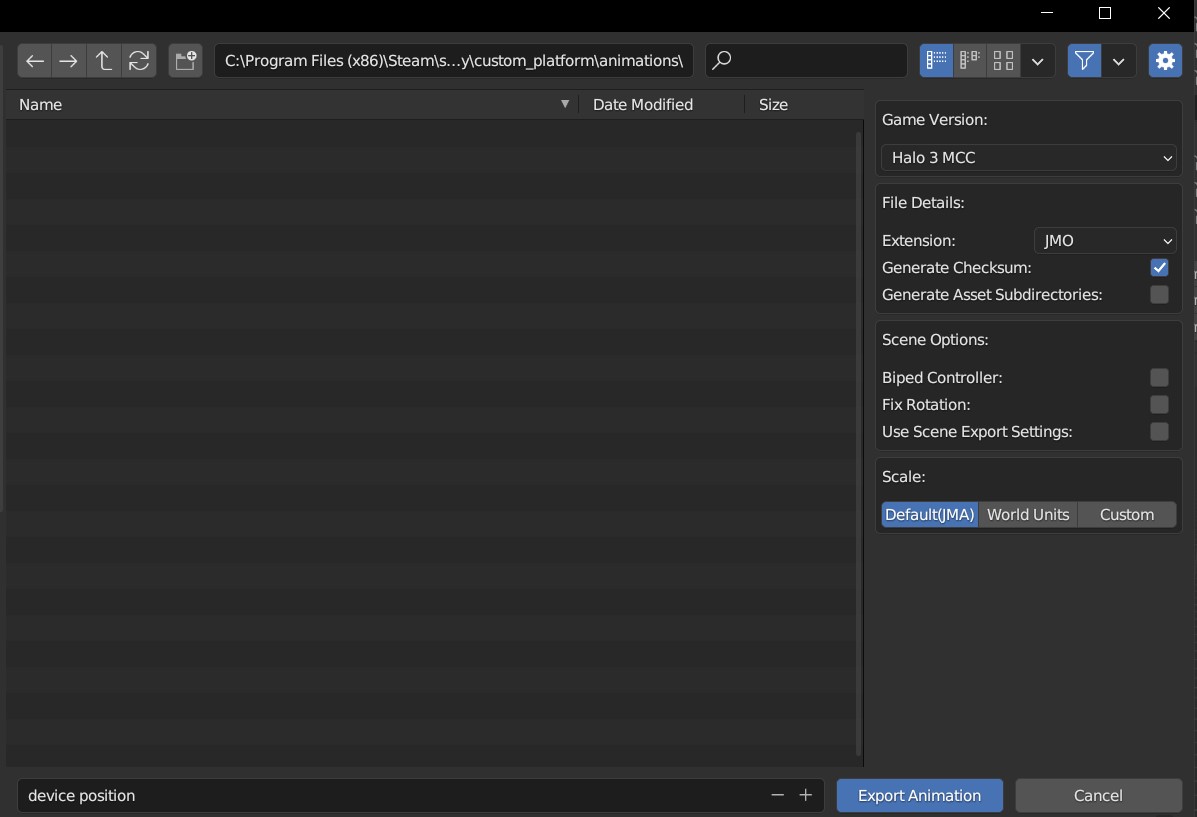 C:\Program Files (x86)\Steam\s...y\custom_platform\animations\
Name Date Modified Size
Game Version:
Halo 3 MCC
File Details:
Extension: JMO
Generate Checksum:
Generate Asset Subdirectories:
Scene Options:
Biped Controller:
Fix Rotation:
Use Scene Export Settings:
Scale:
Default(JMA) World Units Custom
device position
Export Animation Cancel